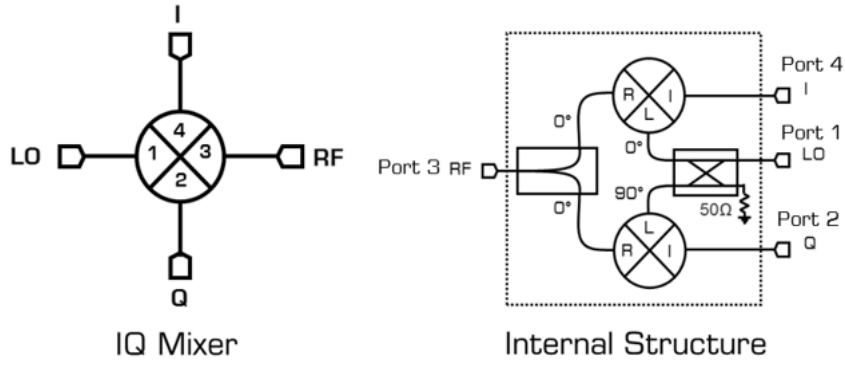 I
LO
1
4
3
2
RF
Q
IQ Mixer
Port 3 RF
0°
0°
R
L
I
0°
90°
50Ω
L
R
I
Port 4
I
Port 1
LO
Port 2
Q
Internal Structure